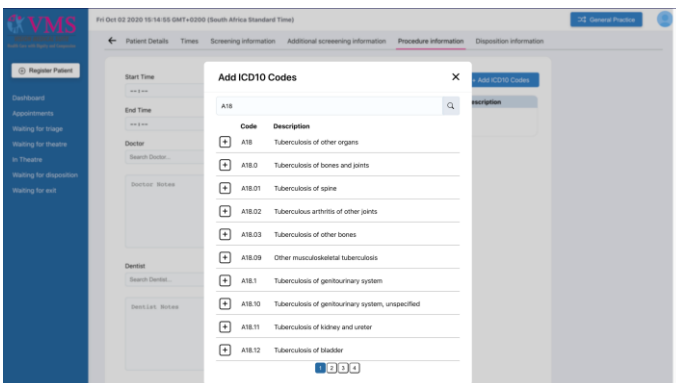 VMS
Fri Oct 02 2020 15:14:55 GMT+0200 (South Africa Standard Time)
General Practice
Patient Details Times Screening information Additional screeening information Procedure information Disposition information
Register Patient
Dashboard
Appointments
Waiting for triage
Waiting for theatre
In Theatre
Waiting for disposition
Waiting for exit
Start Time
--:--
End Time
--:--
Doctor
Search Doctor...
Doctor Notes
Dentist
Search Dentist...
Dentist Notes
+ Add ICD10 Codes
escription
Add ICD10 Codes
A18
Code Description
A18 Tuberculosis of other organs
A18.0 Tuberculosis of bones and joints
A18.01 Tuberculosis of spine
A18.02 Tuberculous arthritis of other joints
A18.03 Tuberculosis of other bones
A18.09 Other musculoskeletal tuberculosis
A18.1 Tuberculosis of genitourinary system
A18.10 Tuberculosis of genitourinary system, unspecified
A18.11 Tuberculosis of kidney and ureter
A18.12 Tuberculosis of bladder
1 2 3 4